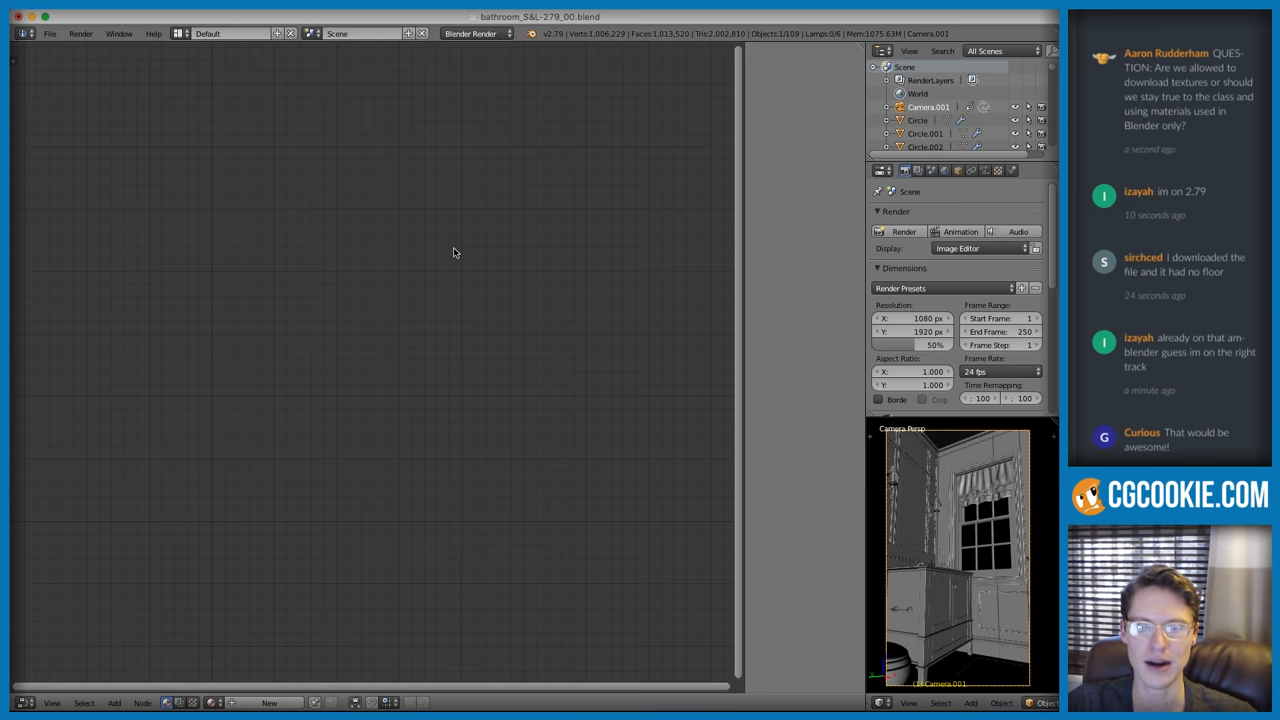 bathroom_S&L-279_00.blend
File Render Window Help Default Scene Blender Render v2.79 | Verts:1,006,229 | Faces:1,013,520 | Tris:2,002,810 | Objects:1/109 | Lamps:0/6 | Mem:1075.63M | Camera.001
View Search All Scenes
Scene
RenderLayers
World
Camera.001
Circle
Circle.001
Circle.002
Scene
Render
Render Animation Audio
Display: Image Editor
Dimensions
Render Presets
Resolution: Frame Range:
X: 1080 px Start Frame: 1
Y: 1920 px End Frame: 250
50% Frame Step: 1
Aspect Ratio: Frame Rate:
X: 1.000 24 fps
Y: 1.000 Time Remapping:
Borde Crop : 100 : 100
Camera Persp
(1) Camera.001
View Select Add Node New
View Select Add Object Object
Aaron Rudderham QUES-
TION: Are we allowed to
download textures or should
we stay true to the class and
using materials used in
Blender only?
a second ago
I
izayah im on 2.79
10 seconds ago
S
sirchced I downloaded the
file and it had no floor
24 seconds ago
I
izayah already on that am-
blender guess im on the right
track
a minute ago
G
Curious That would be
awesome!
CGCOOKIE.COM